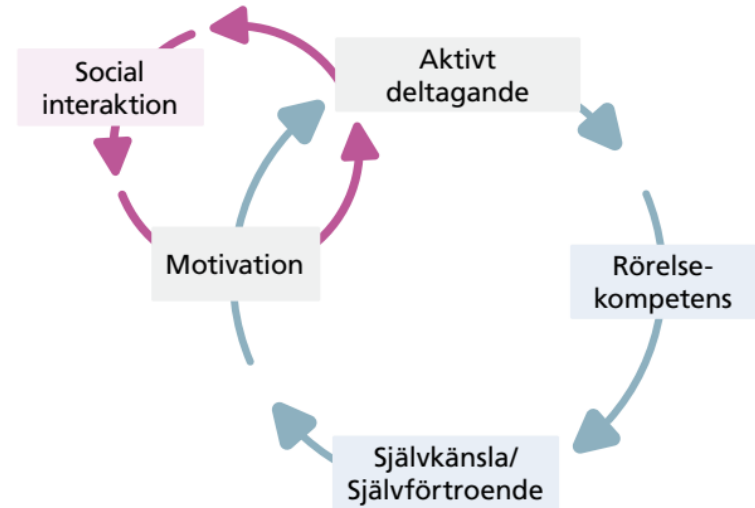 Social
interaktion
Aktivt
deltagande
Motivation
Rörelse-
kompetens
Självkänsla/
Självförtroende